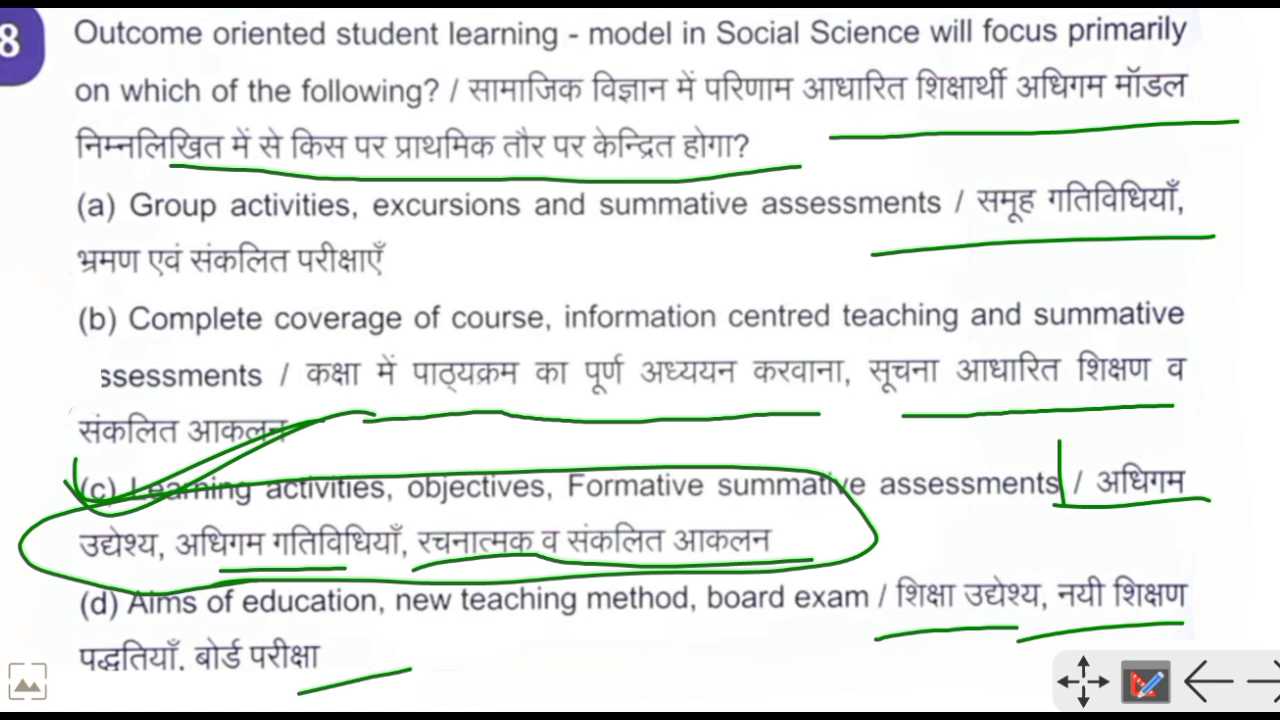 8
Outcome oriented student learning - model in Social Science will focus primarily
on which of the following? / सामाजिक विज्ञान में परिणाम आधारित शिक्षार्थी अधिगम मॉडल
निम्नलिखित में से किस पर प्राथमिक तौर पर केन्द्रित होगा?
(a) Group activities, excursions and summative assessments / समूह गतिविधियाँ,
भ्रमण एवं संकलित परीक्षाएँ
(b) Complete coverage of course, information centred teaching and summative
ssessments / कक्षा में पाठ्यक्रम का पूर्ण अध्ययन करवाना, सूचना आधारित शिक्षण व
संकलित आकलन
(c) Learning activities, objectives, Formative summative assessments / अधिगम
उद्येश्य, अधिगम गतिविधियाँ, रचनात्मक व संकलित आकलन
(d) Aims of education, new teaching method, board exam / शिक्षा उद्येश्य, नयी शिक्षण
पद्धतियाँ. बोर्ड परीक्षा